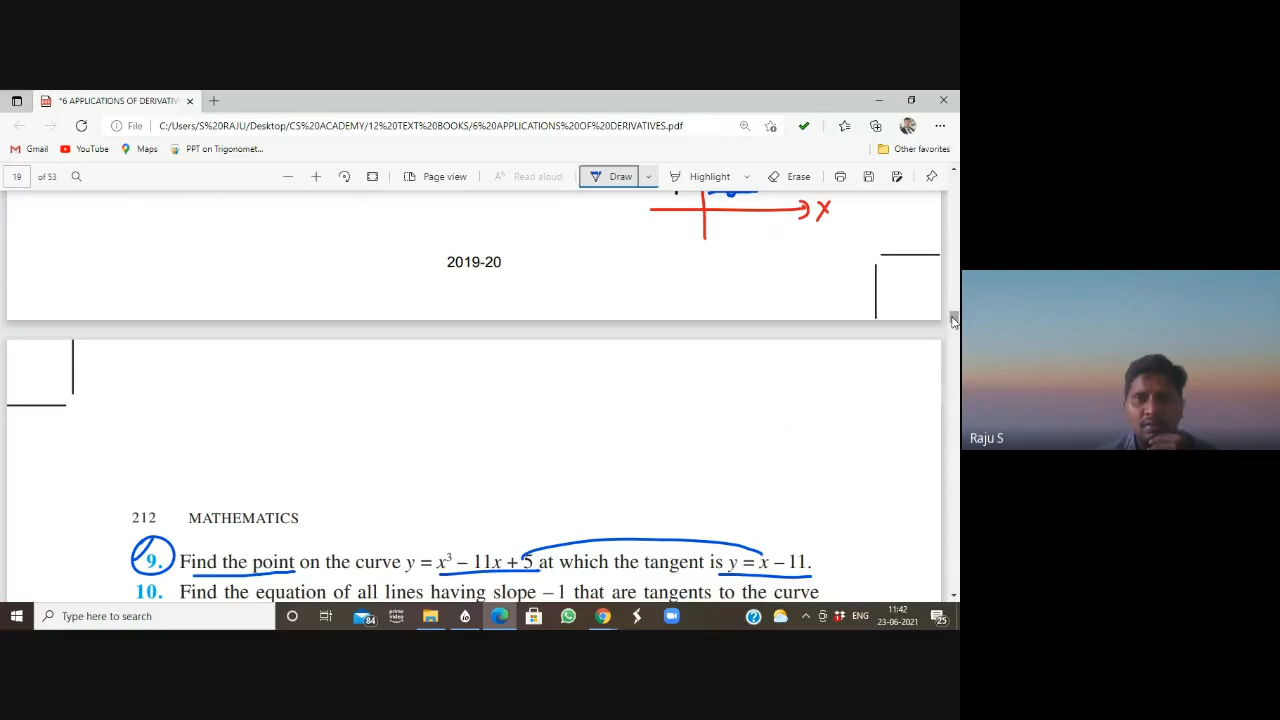 *6 APPLICATIONS OF DERIVATIV
File C:/Users/S%20RAJU/Desktop/CS%20ACADEMY/12%20TEXT%20BOOKS/6%20APPLICATIONS%20OF%20DERIVATIVES.pdf
Gmail YouTube Maps PPT on Trigonomet... Other favorites
19 of 53 Page view Read aloud Draw Highlight Erase
X
2019-20
212 MATHEMATICS
9. Find the point on the curve y = x³ – 11x + 5 at which the tangent is y = x – 11.
10. Find the equation of all lines having slope – 1 that are tangents to the curve
Raju S
Type here to search 84 prime video ENG 11:42
23-06-2021 25